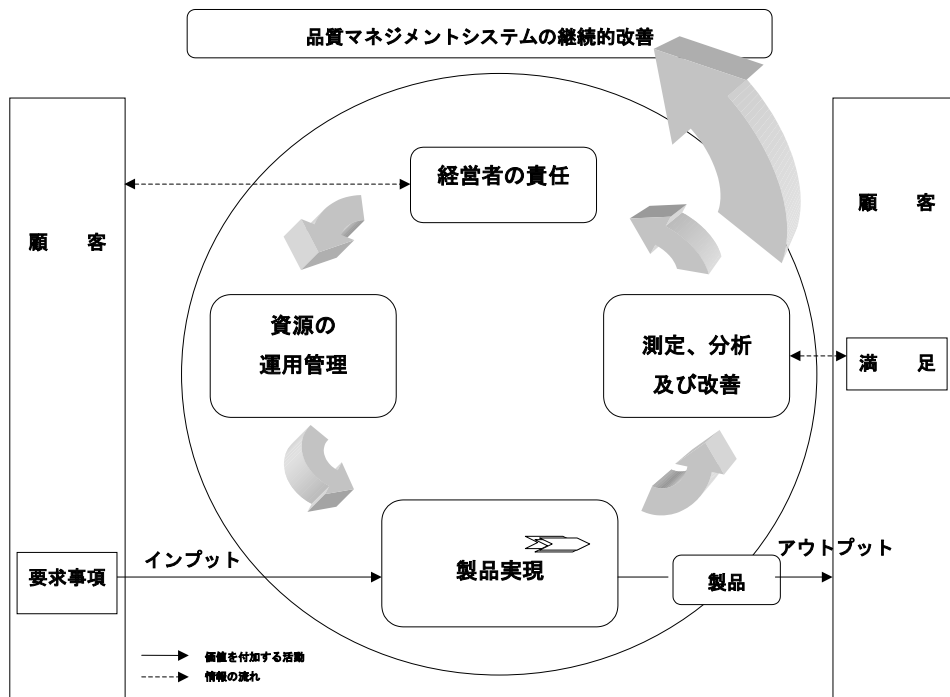 品質マネジメントシステムの継続的改善
経営者の責任
顧　客
顧　客
資源の
運用管理
測定、分析
及び改善
満　足
インプット
アウトプット
要求事項
製品実現
製品
価値を付加する活動
情報の流れ